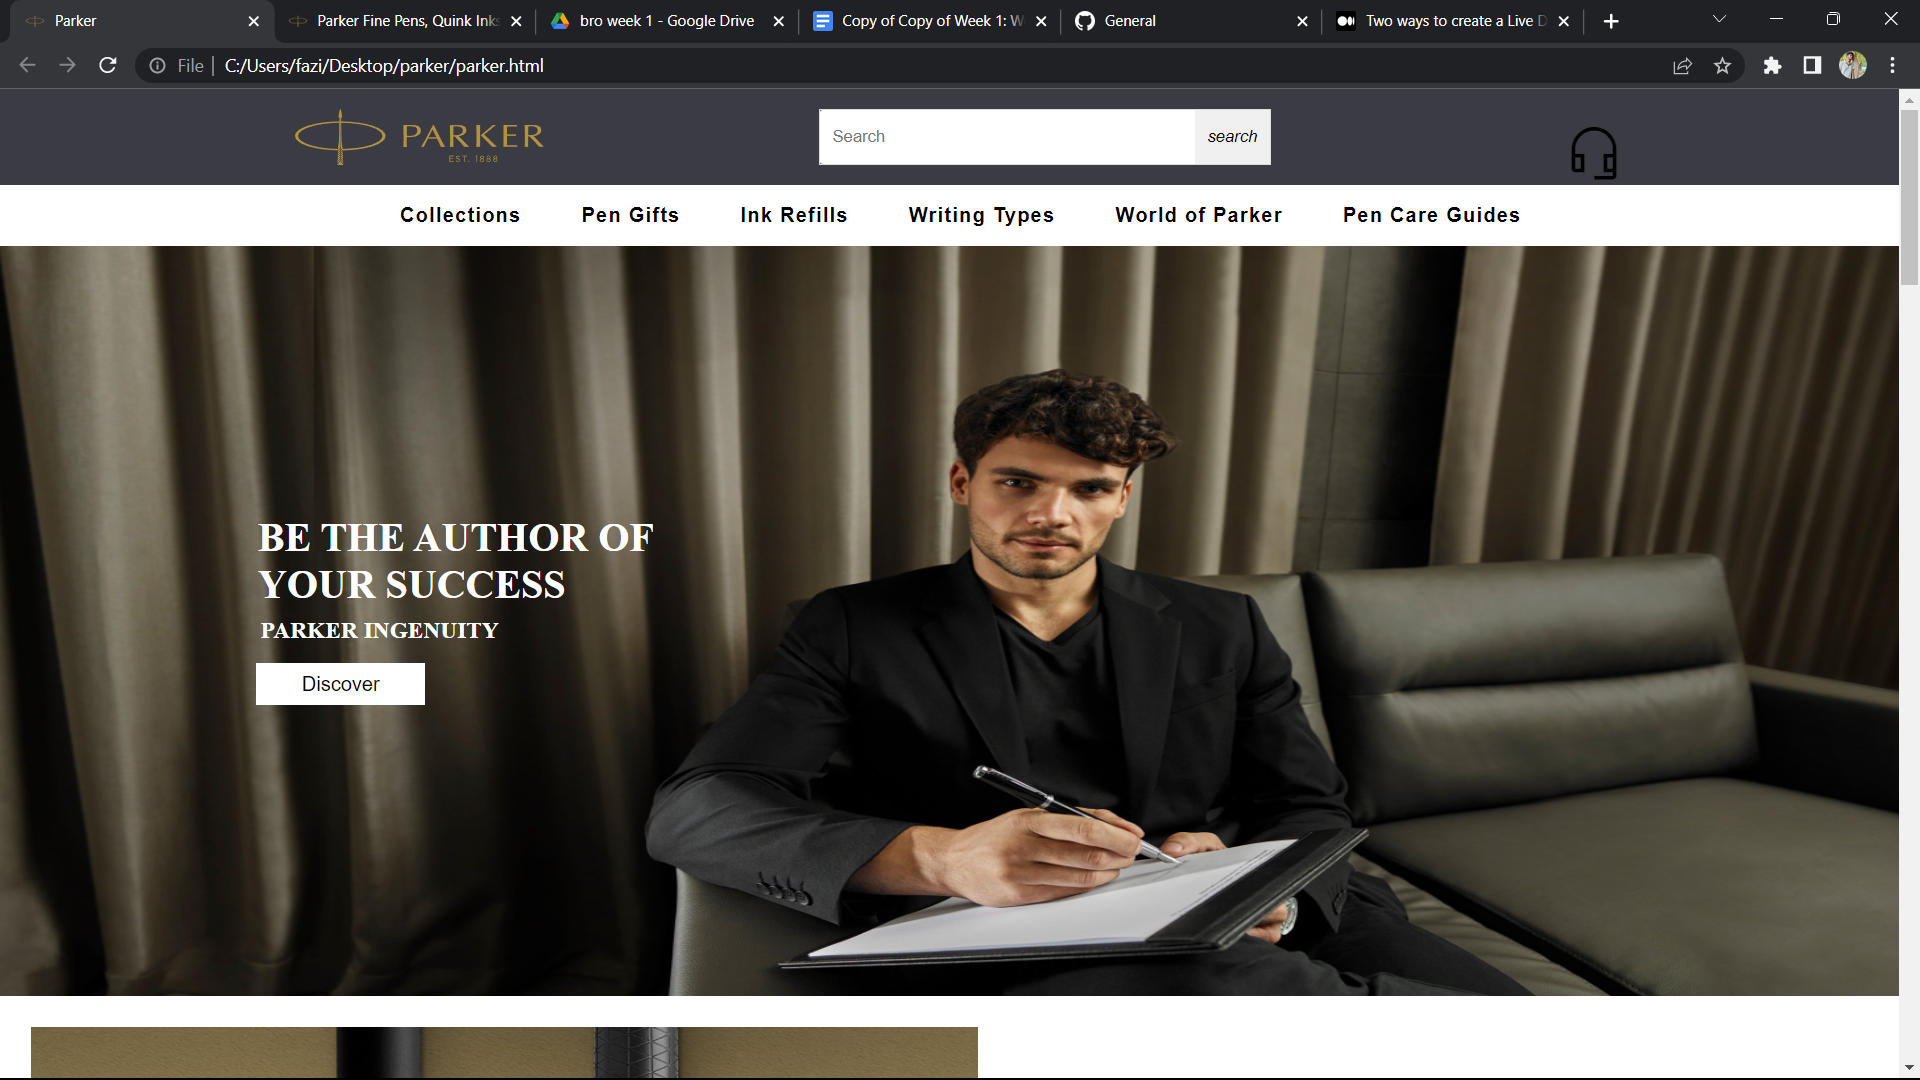 Parker
Parker Fine Pens, Quink Inks
bro week 1 - Google Drive
Copy of Copy of Week 1: W
General
Two ways to create a Live D
File
C:/Users/fazi/Desktop/parker/parker.html
PARKER
EST. 1888
Search
search
Collections
Pen Gifts
Ink Refills
Writing Types
World of Parker
Pen Care Guides
BE THE AUTHOR OF
YOUR SUCCESS
PARKER INGENUITY
Discover